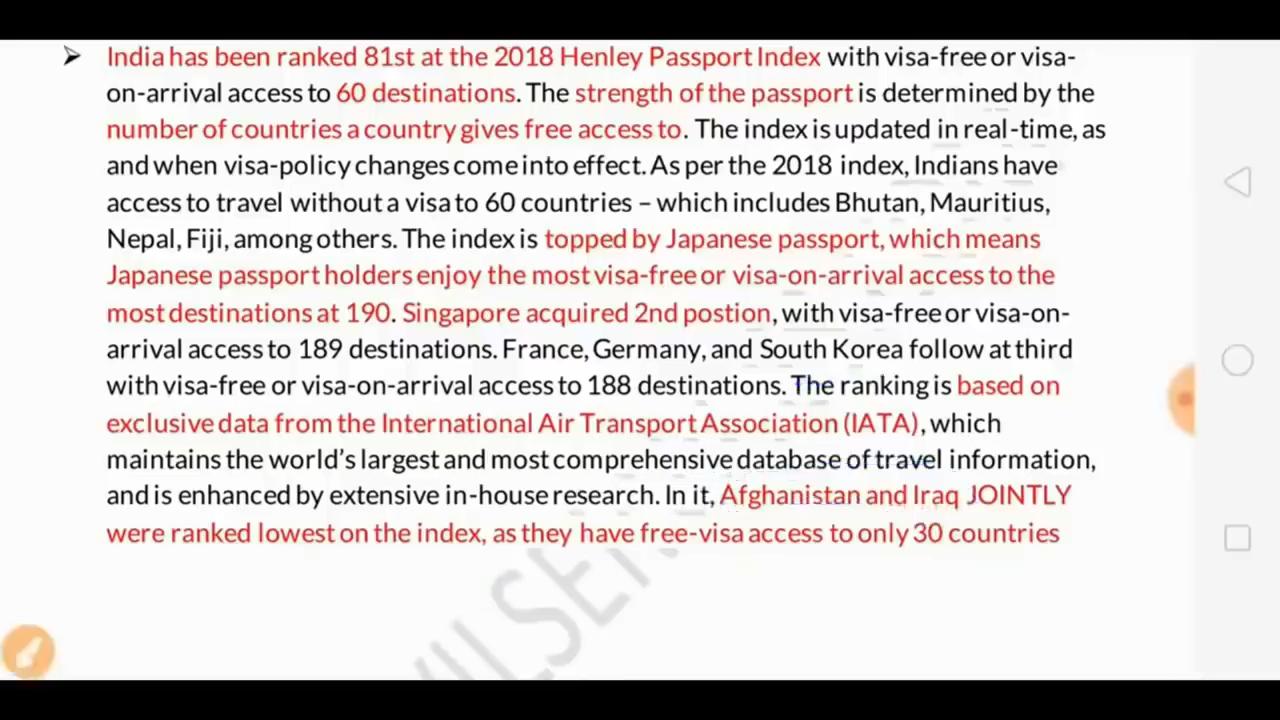 ➤ India has been ranked 81st at the 2018 Henley Passport Index with visa-free or visa-
on-arrival access to 60 destinations. The strength of the passport is determined by the
number of countries a country gives free access to. The index is updated in real-time, as
and when visa-policy changes come into effect. As per the 2018 index, Indians have
access to travel without a visa to 60 countries – which includes Bhutan, Mauritius,
Nepal, Fiji, among others. The index is topped by Japanese passport, which means
Japanese passport holders enjoy the most visa-free or visa-on-arrival access to the
most destinations at 190. Singapore acquired 2nd postion, with visa-free or visa-on-
arrival access to 189 destinations. France, Germany, and South Korea follow at third
with visa-free or visa-on-arrival access to 188 destinations. The ranking is based on
exclusive data from the International Air Transport Association (IATA), which
maintains the world’s largest and most comprehensive database of travel information,
and is enhanced by extensive in-house research. In it, Afghanistan and Iraq JOINTLY
were ranked lowest on the index, as they have free-visa access to only 30 countries